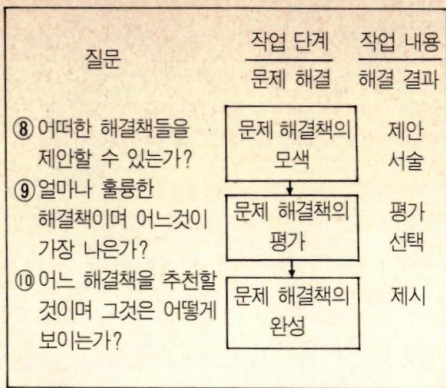 질문
작업 단계
문제 해결
작업 내용
해결 결과
⑧ 어떠한 해결책들을
제안할 수 있는가?
문제 해결책의
모색
제안
서술
⑨ 얼마나 훌륭한
해결책이며 어느것이
가장 나은가?
문제 해결책의
평가
평가
선택
⑩ 어느 해결책을 추천할
것이며 그것은 어떻게
보이는가?
문제 해결책의
완성
제시